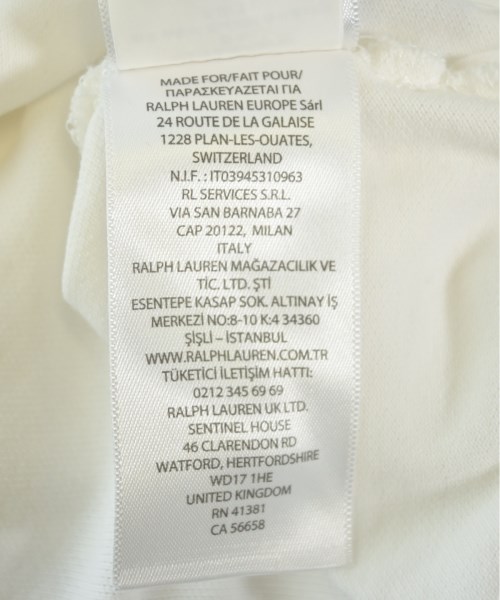 MADE FOR/FAIT POUR/
ΠΑΡΑΣΚΕΥΑΖΕΤΑΙ ΓΙΑ
RALPH LAUREN EUROPE Sárl
24 ROUTE DE LA GALAISE
1228 PLAN-LES-OUATES,
SWITZERLAND
N.I.F. : IT03945310963
RL SERVICES S.R.L.
VIA SAN BARNABA 27
CAP 20122, MILAN
ITALY
RALPH LAUREN MAĞAZACILIK VE
TİC. LTD. ŞTİ
ESENTEPE KASAP SOK. ALTINAY İŞ
MERKEZİ NO:8-10 K:4 34360
ŞİŞLİ – İSTANBUL
WWW.RALPHLAUREN.COM.TR
TÜKETİCİ İLETİŞİM HATTI:
0212 345 69 69
RALPH LAUREN UK LTD.
SENTINEL HOUSE
46 CLARENDON RD
WATFORD, HERTFORDSHIRE
WD17 1HE
UNITED KINGDOM
RN 41381
CA 56658